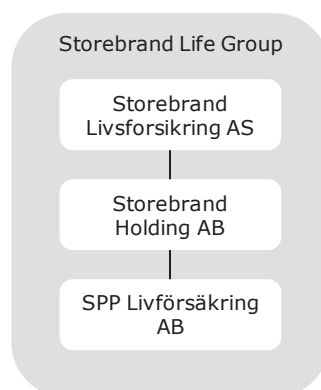 Storebrand Life Group
Storebrand
Livsforsikring AS
Storebrand
Holding AB
SPP Livförsäkring
AB